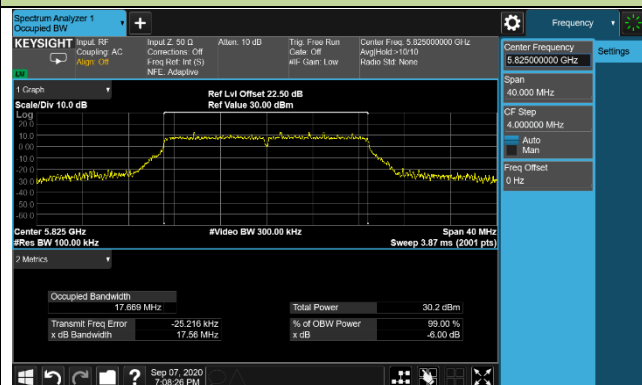 Spectrum Analyzer 1
Occupied BW
Frequency
KEYSIGHT
Input: RF
Coupling: AC
Align: Off
Input Z: 50 Ω
Corrections: Off
Freq Ref: Int (S)
NFE: Adaptive
Atten: 10 dB
Trig: Free Run
Gate: Off
#IF Gain: Low
Center Freq: 5.825000000 GHz
Avg|Hold:>10/10
Radio Std: None
Center Frequency
5.825000000 GHz
Settings
Span
40.000 MHz
CF Step
4.000000 MHz
Auto
Man
Freq Offset
0 Hz
1 Graph
Scale/Div 10.0 dB
Ref Lvl Offset 22.50 dB
Ref Value 30.00 dBm
Log
20.0
10.0
0.00
-10.0
-20.0
-30.0
-40.0
-50.0
-60.0
Center 5.825 GHz
#Video BW 300.00 kHz
Span 40 MHz
#Res BW 100.00 kHz
Sweep 3.87 ms (2001 pts)
2 Metrics
Occupied Bandwidth
17.669 MHz
Total Power 30.2 dBm
Transmit Freq Error -25.216 kHz
% of OBW Power 99.00 %
x dB Bandwidth 17.56 MHz
x dB -6.00 dB
Sep 07, 2020
7:08:26 PM